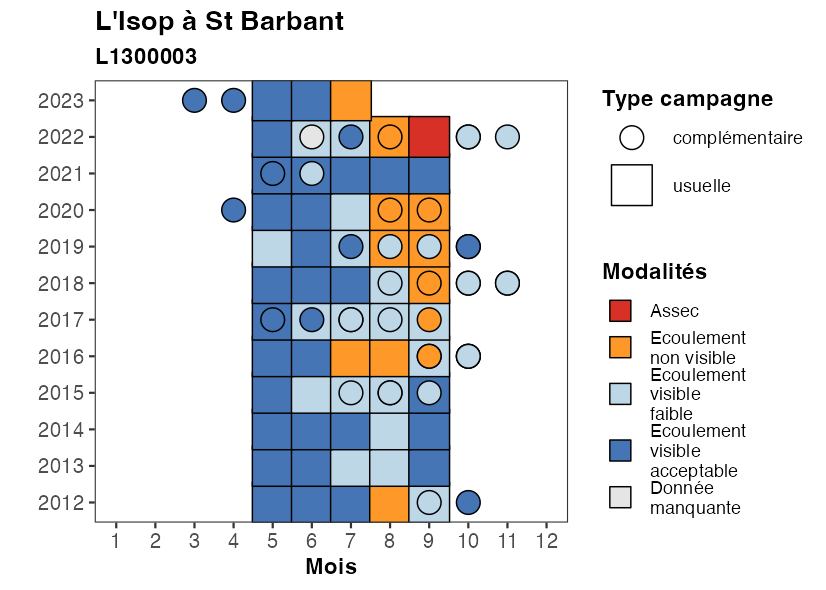 L'Isop à St Barbant
L1300003
2023
2022
2021
2020
2019
2018
2017
2016
2015
2014
2013
2012
1 2 3 4 5 6 7 8 9 10 11 12
Mois
Type campagne
complémentaire
usuelle
Modalités
Assec
Ecoulement
non visible
Ecoulement
visible
faible
Ecoulement
visible
acceptable
Donnée
manquante